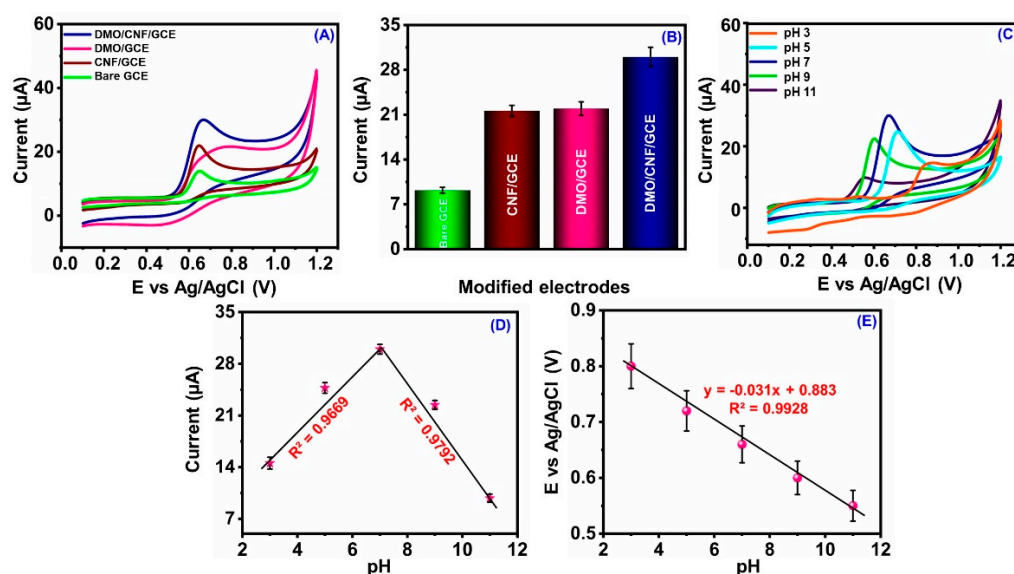 (A)
DMO/CNF/GCE
DMO/GCE
CNF/GCE
Bare GCE
Current (µA)
60
40
20
0
0.0 0.2 0.4 0.6 0.8 1.0 1.2
E vs Ag/AgCl (V)
(B)
Current (µA)
35
28
21
14
7
0
Bare GCE
CNF/GCE
DMO/GCE
DMO/CNF/GCE
Modified electrodes
(C)
pH 3
pH 5
pH 7
pH 9
pH 11
Current (µA)
60
40
20
0
0.0 0.2 0.4 0.6 0.8 1.0 1.2
E vs Ag/AgCl (V)
(D)
Current (µA)
35
28
21
14
7
R² = 0.9669
R² = 0.9792
2 4 6 8 10 12
pH
(E)
E vs Ag/AgCl (V)
0.9
0.8
0.7
0.6
0.5
y = -0.031x + 0.883
R² = 0.9928
2 4 6 8 10 12
pH